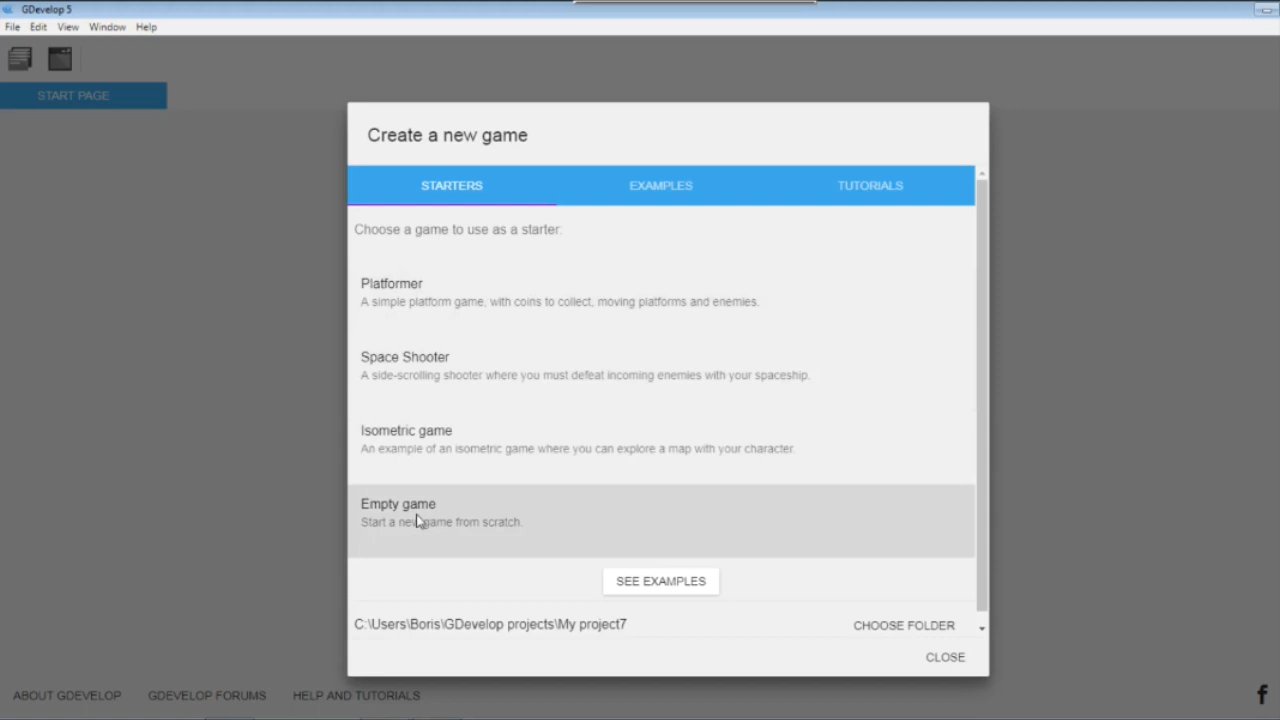 GDevelop 5
File Edit View Window Help
START PAGE
Create a new game
STARTERS EXAMPLES TUTORIALS
Choose a game to use as a starter:
Platformer
A simple platform game, with coins to collect, moving platforms and enemies.
Space Shooter
A side-scrolling shooter where you must defeat incoming enemies with your spaceship.
Isometric game
An example of an isometric game where you can explore a map with your character.
Empty game
Start a new game from scratch.
SEE EXAMPLES
C:\Users\Boris\GDevelop projects\My project7 CHOOSE FOLDER
CLOSE
ABOUT GDEVELOP GDEVELOP FORUMS HELP AND TUTORIALS